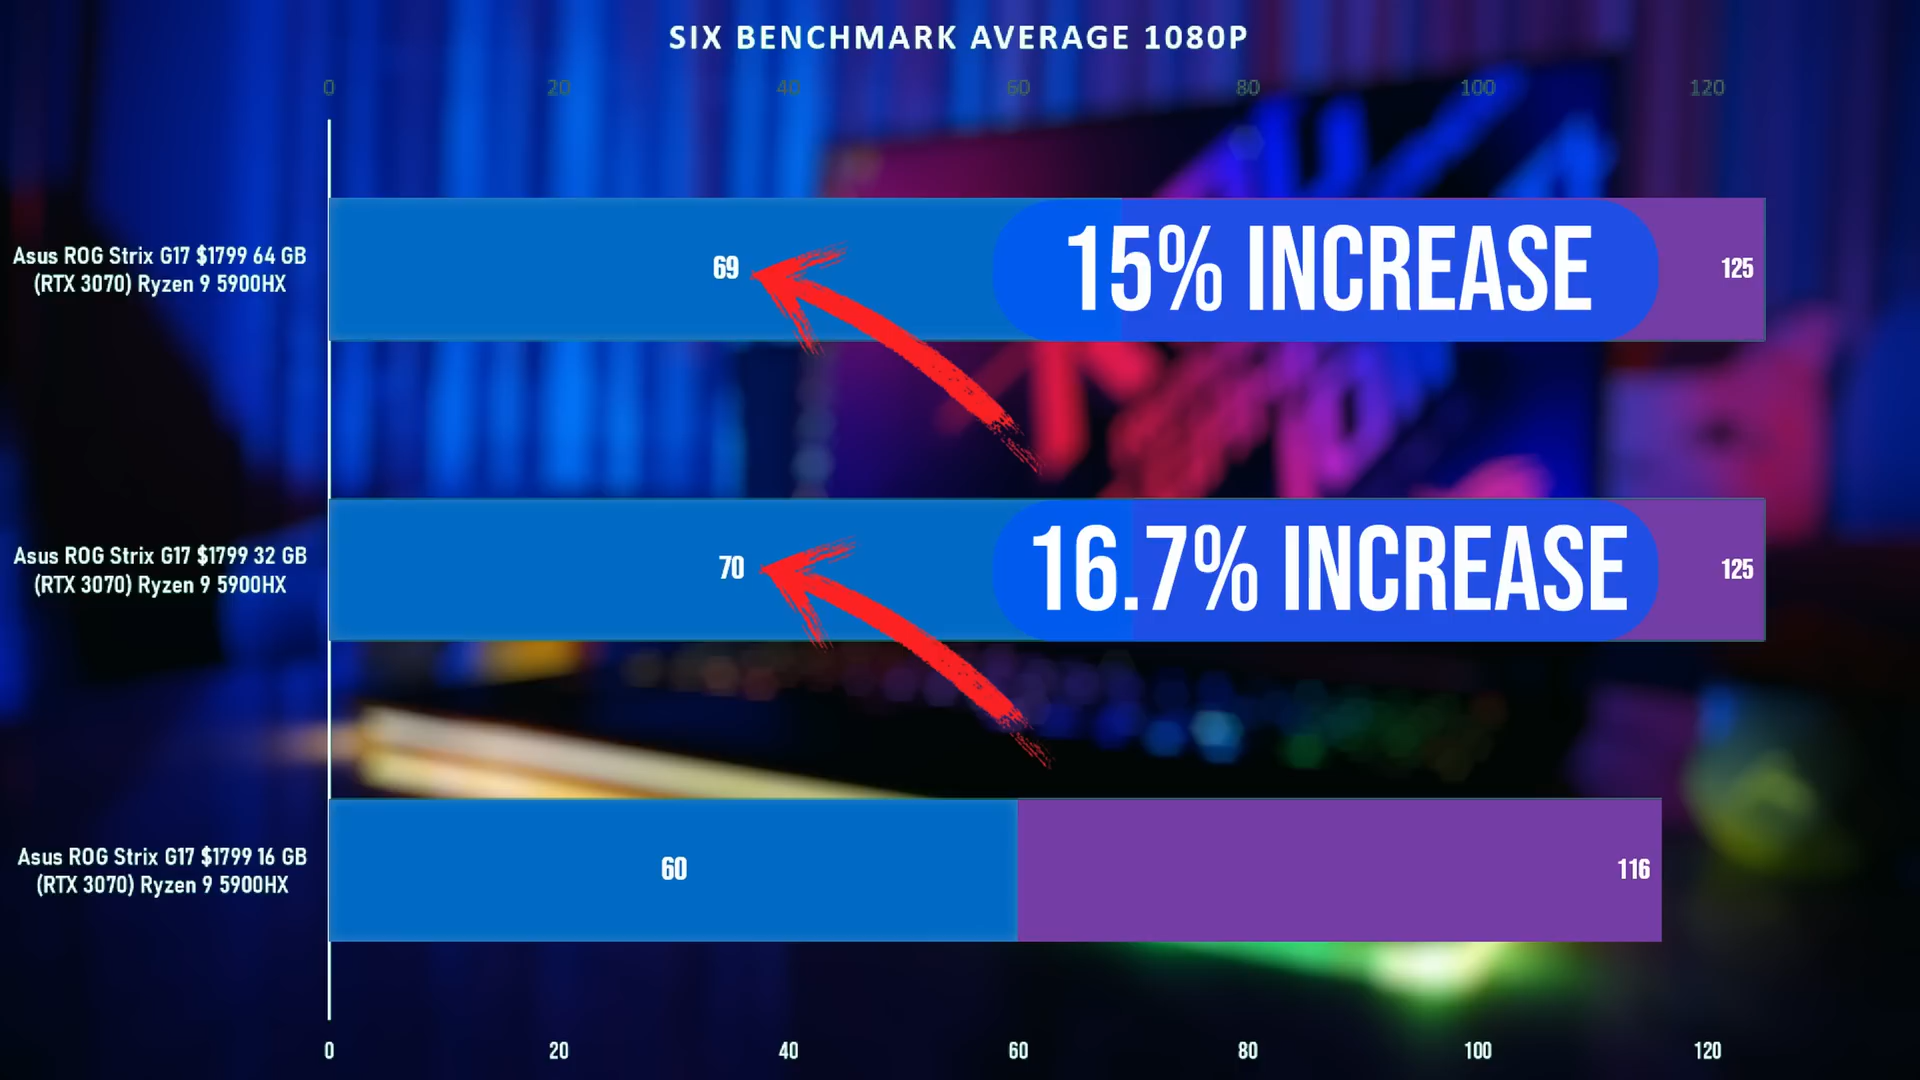 SIX BENCHMARK AVERAGE 1080P
0 20 40 60 80 100 120
Asus ROG Strix G17 $1799 64 GB
(RTX 3070) Ryzen 9 5900HX
69
15% INCREASE
125
Asus ROG Strix G17 $1799 32 GB
(RTX 3070) Ryzen 9 5900HX
70
16.7% INCREASE
125
Asus ROG Strix G17 $1799 16 GB
(RTX 3070) Ryzen 9 5900HX
60
116
0 20 40 60 80 100 120